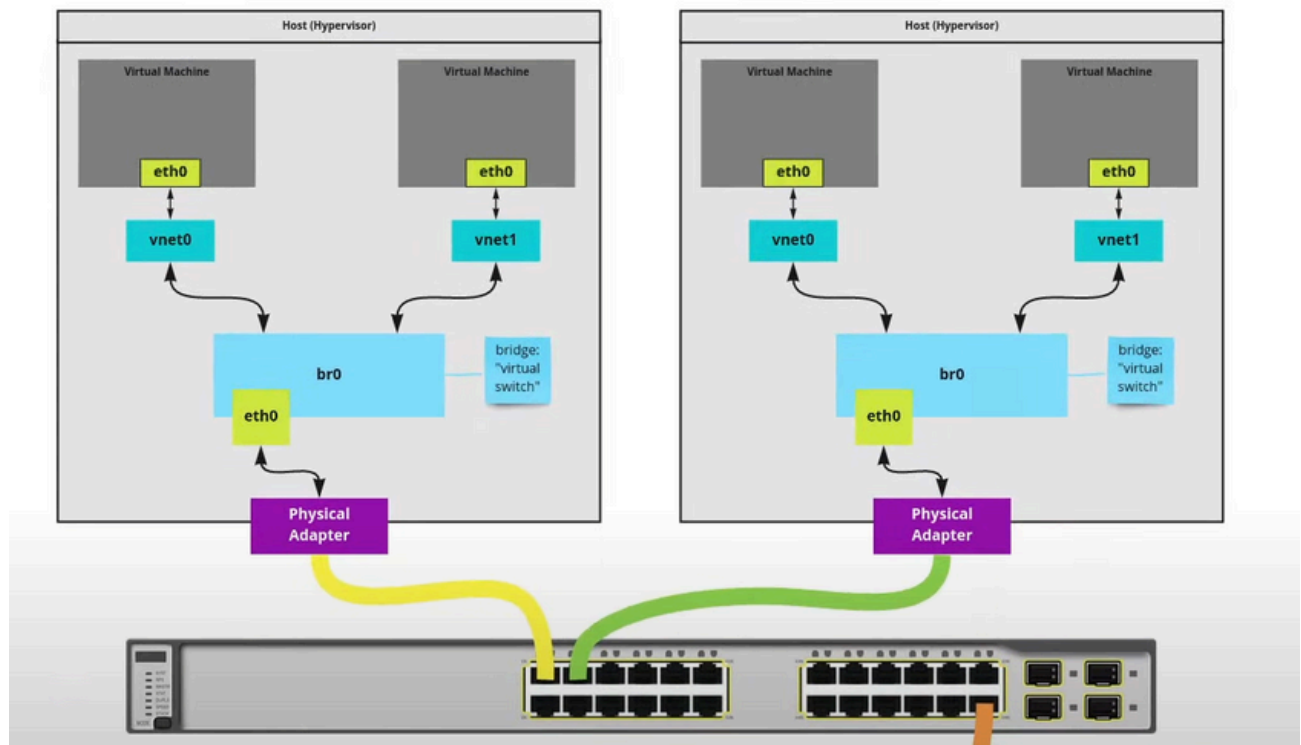 Host (Hypervisor)
Virtual Machine
Virtual Machine
eth0
eth0
vnet0
vnet1
br0
bridge:
"virtual
switch"
eth0
Physical
Adapter
Host (Hypervisor)
Virtual Machine
Virtual Machine
eth0
eth0
vnet0
vnet1
br0
bridge:
"virtual
switch"
eth0
Physical
Adapter
MODE